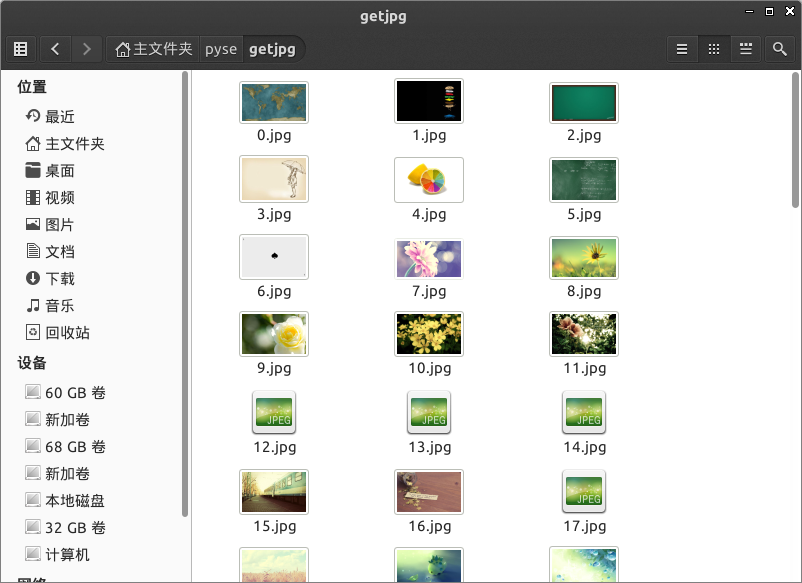 getjpg
主文件夹 pyse getjpg
位置
最近
主文件夹
桌面
视频
图片
文档
下载
音乐
回收站
设备
60 GB 卷
新加卷
68 GB 卷
新加卷
本地磁盘
32 GB 卷
计算机
0.jpg 1.jpg 2.jpg
3.jpg 4.jpg 5.jpg
6.jpg 7.jpg 8.jpg
9.jpg 10.jpg 11.jpg
JPEG JPEG JPEG
12.jpg 13.jpg 14.jpg
JPEG
15.jpg 16.jpg 17.jpg